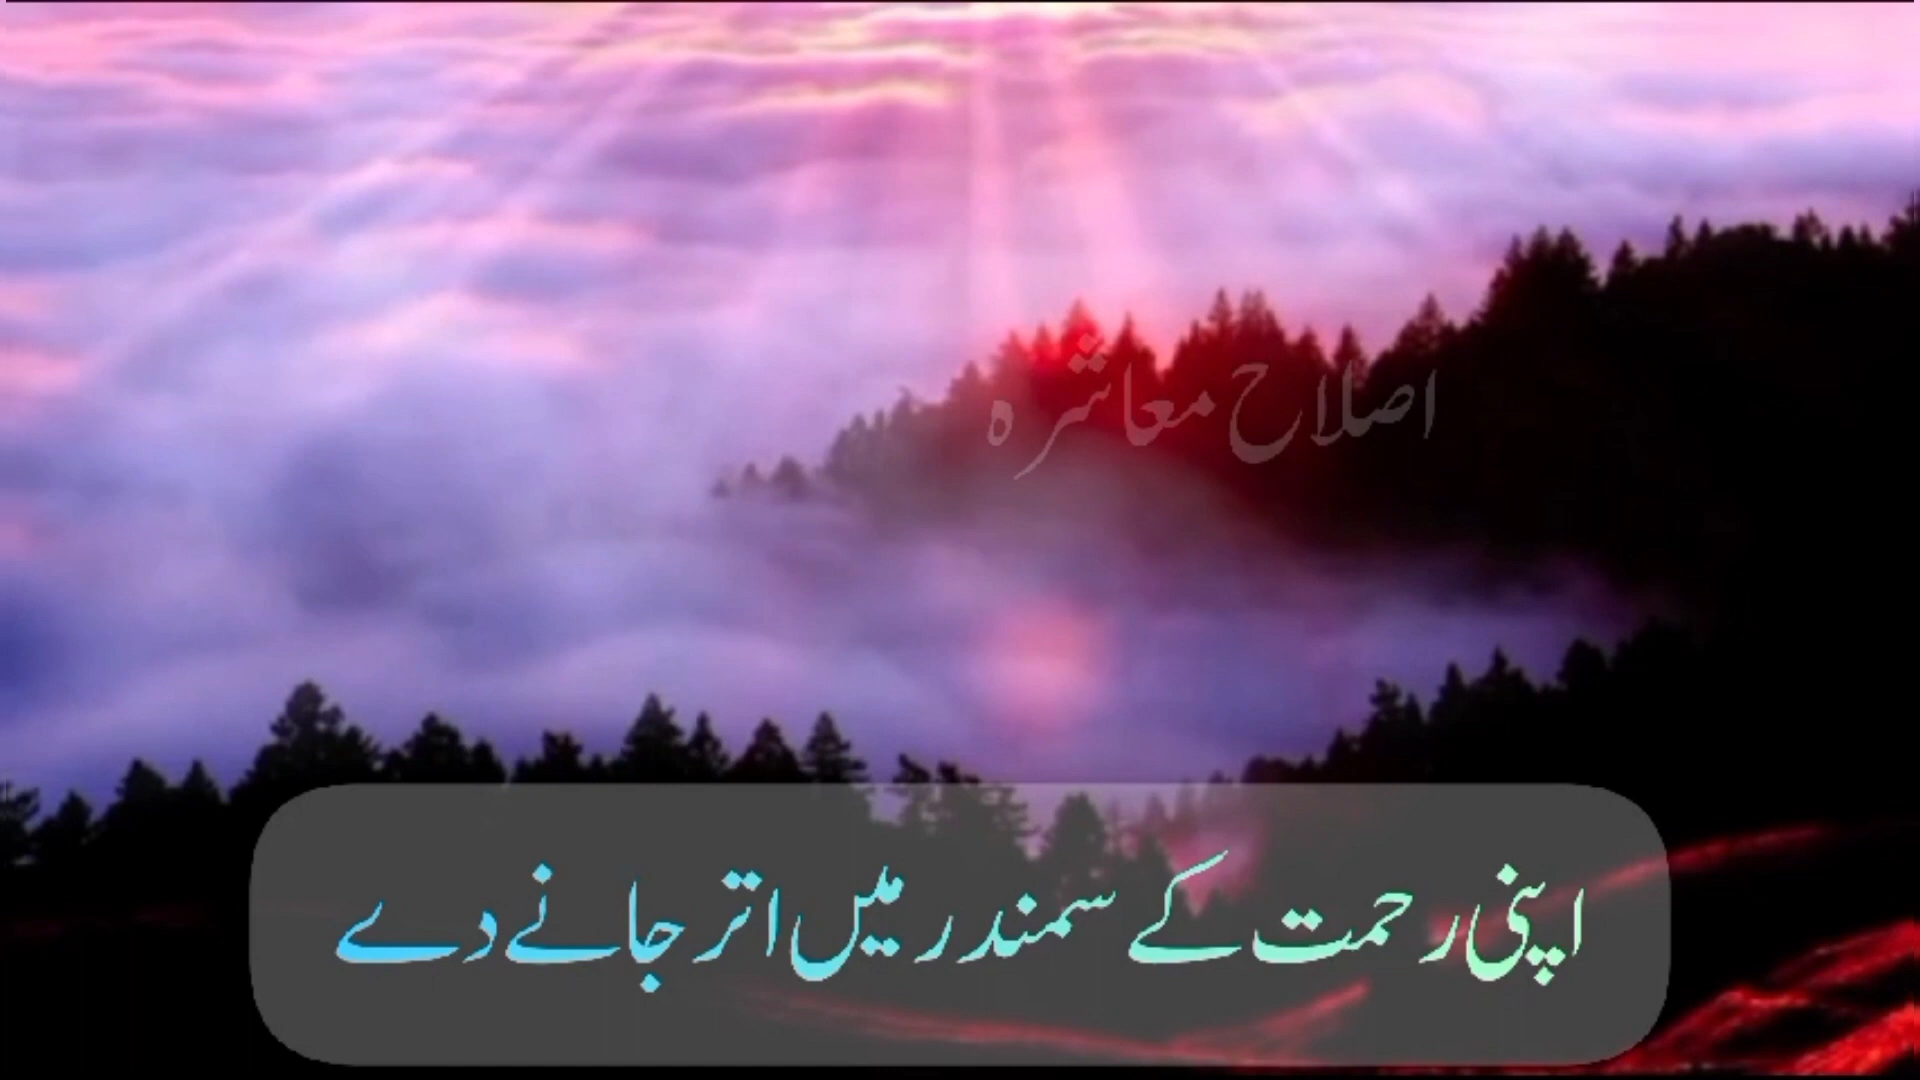 اصلاح معاشرہ
اپنی رحمت کے سمندر میں اتر جانے دے